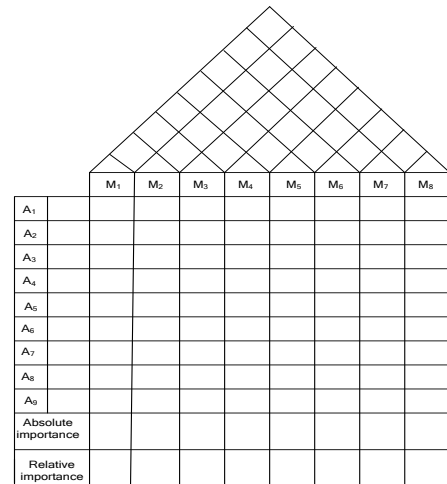 M₁ M₂ M₃ M₄ M₅ M₆ M₇ M₈
A₁
A₂
A₃
A₄
A₅
A₆
A₇
A₈
A₉
Absolute
importance
Relative
importance